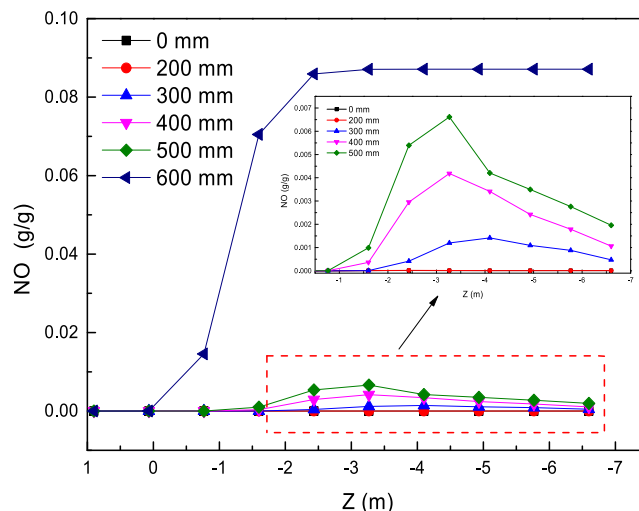 0.10
0.08
0.06
0.04
0.02
0.00
NO (g/g)
1 0 -1 -2 -3 -4 -5 -6 -7
Z (m)
0 mm
200 mm
300 mm
400 mm
500 mm
600 mm
0.007
0.006
0.005
0.004
0.003
0.002
0.001
0.000
NO (g/g)
-1 -2 -3 -4 -5 -6 -7
Z (m)
0 mm
200 mm
300 mm
400 mm
500 mm